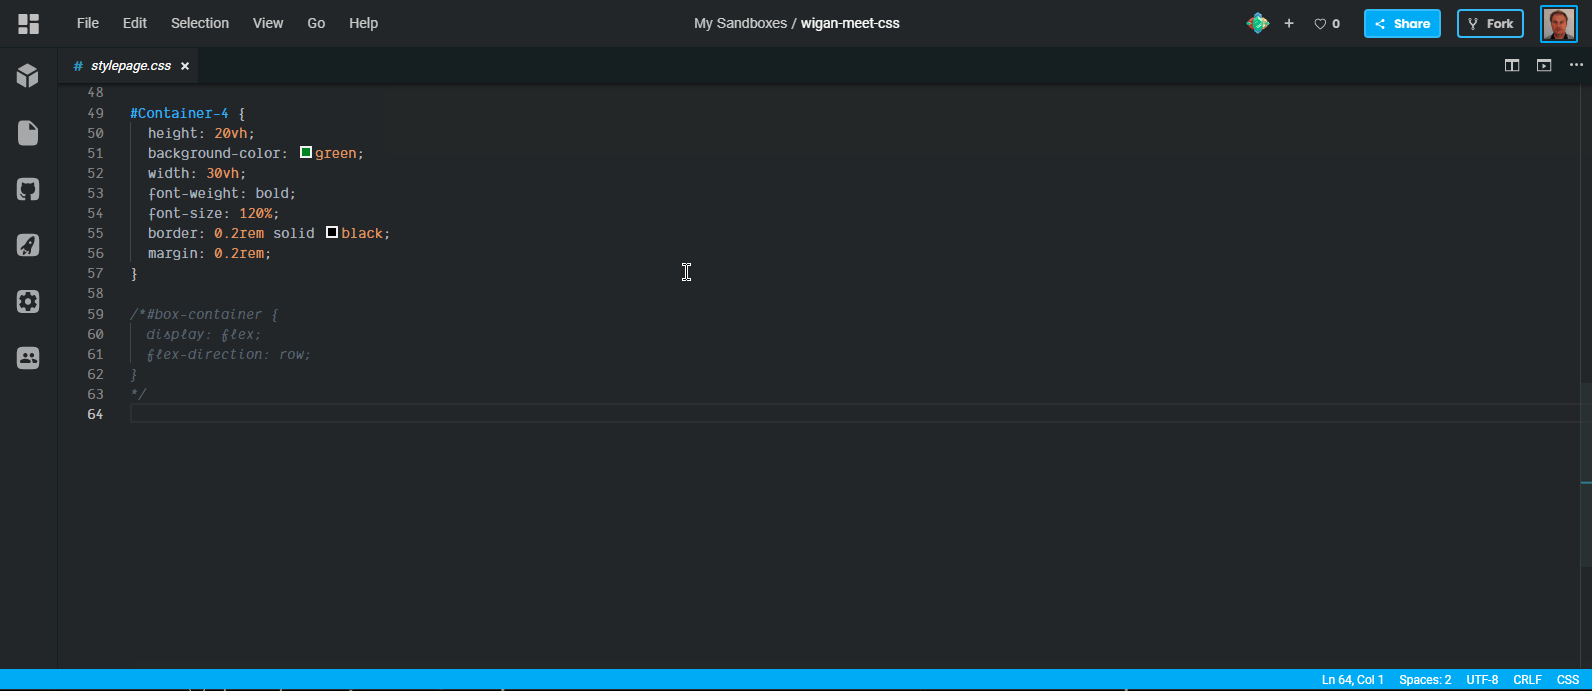 File Edit Selection View Go Help My Sandboxes / wigan-meet-css + 0 Share Fork
# stylepage.css ×
48
49 #Container-4 {
50 height: 20vh;
51 background-color: green;
52 width: 30vh;
53 font-weight: bold;
54 font-size: 120%;
55 border: 0.2rem solid black;
56 margin: 0.2rem;
57 }
58
59 /*#box-container {
60 display: flex;
61 flex-direction: row;
62 }
63 */
64
Ln 64, Col 1 Spaces: 2 UTF-8 CRLF CSS